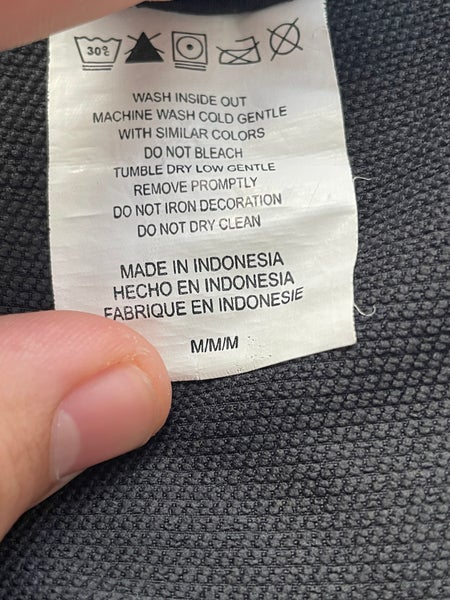 30°C
WASH INSIDE OUT
MACHINE WASH COLD GENTLE
WITH SIMILAR COLORS
DO NOT BLEACH
TUMBLE DRY LOW GENTLE
REMOVE PROMPTLY
DO NOT IRON DECORATION
DO NOT DRY CLEAN
MADE IN INDONESIA
HECHO EN INDONESIA
FABRIQUE EN INDONESIE
M/M/M